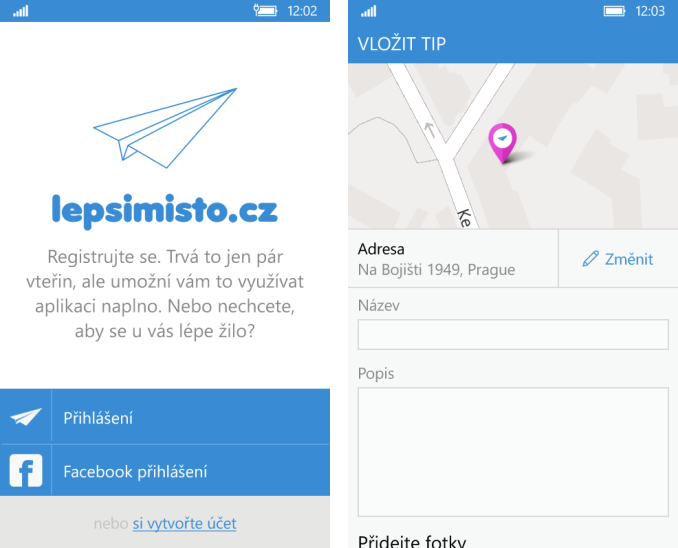 12:02
lepsimisto.cz
Registrujte se. Trvá to jen pár
vteřin, ale umožní vám to využívat
aplikaci naplno. Nebo nechcete,
aby se u vás lépe žilo?
Přihlášení
Facebook přihlášení
nebo si vytvořte účet
12:03
VLOŽIT TIP
Ke
Adresa
Na Bojišti 1949, Prague
Změnit
Název
Popis
Přidejte fotky